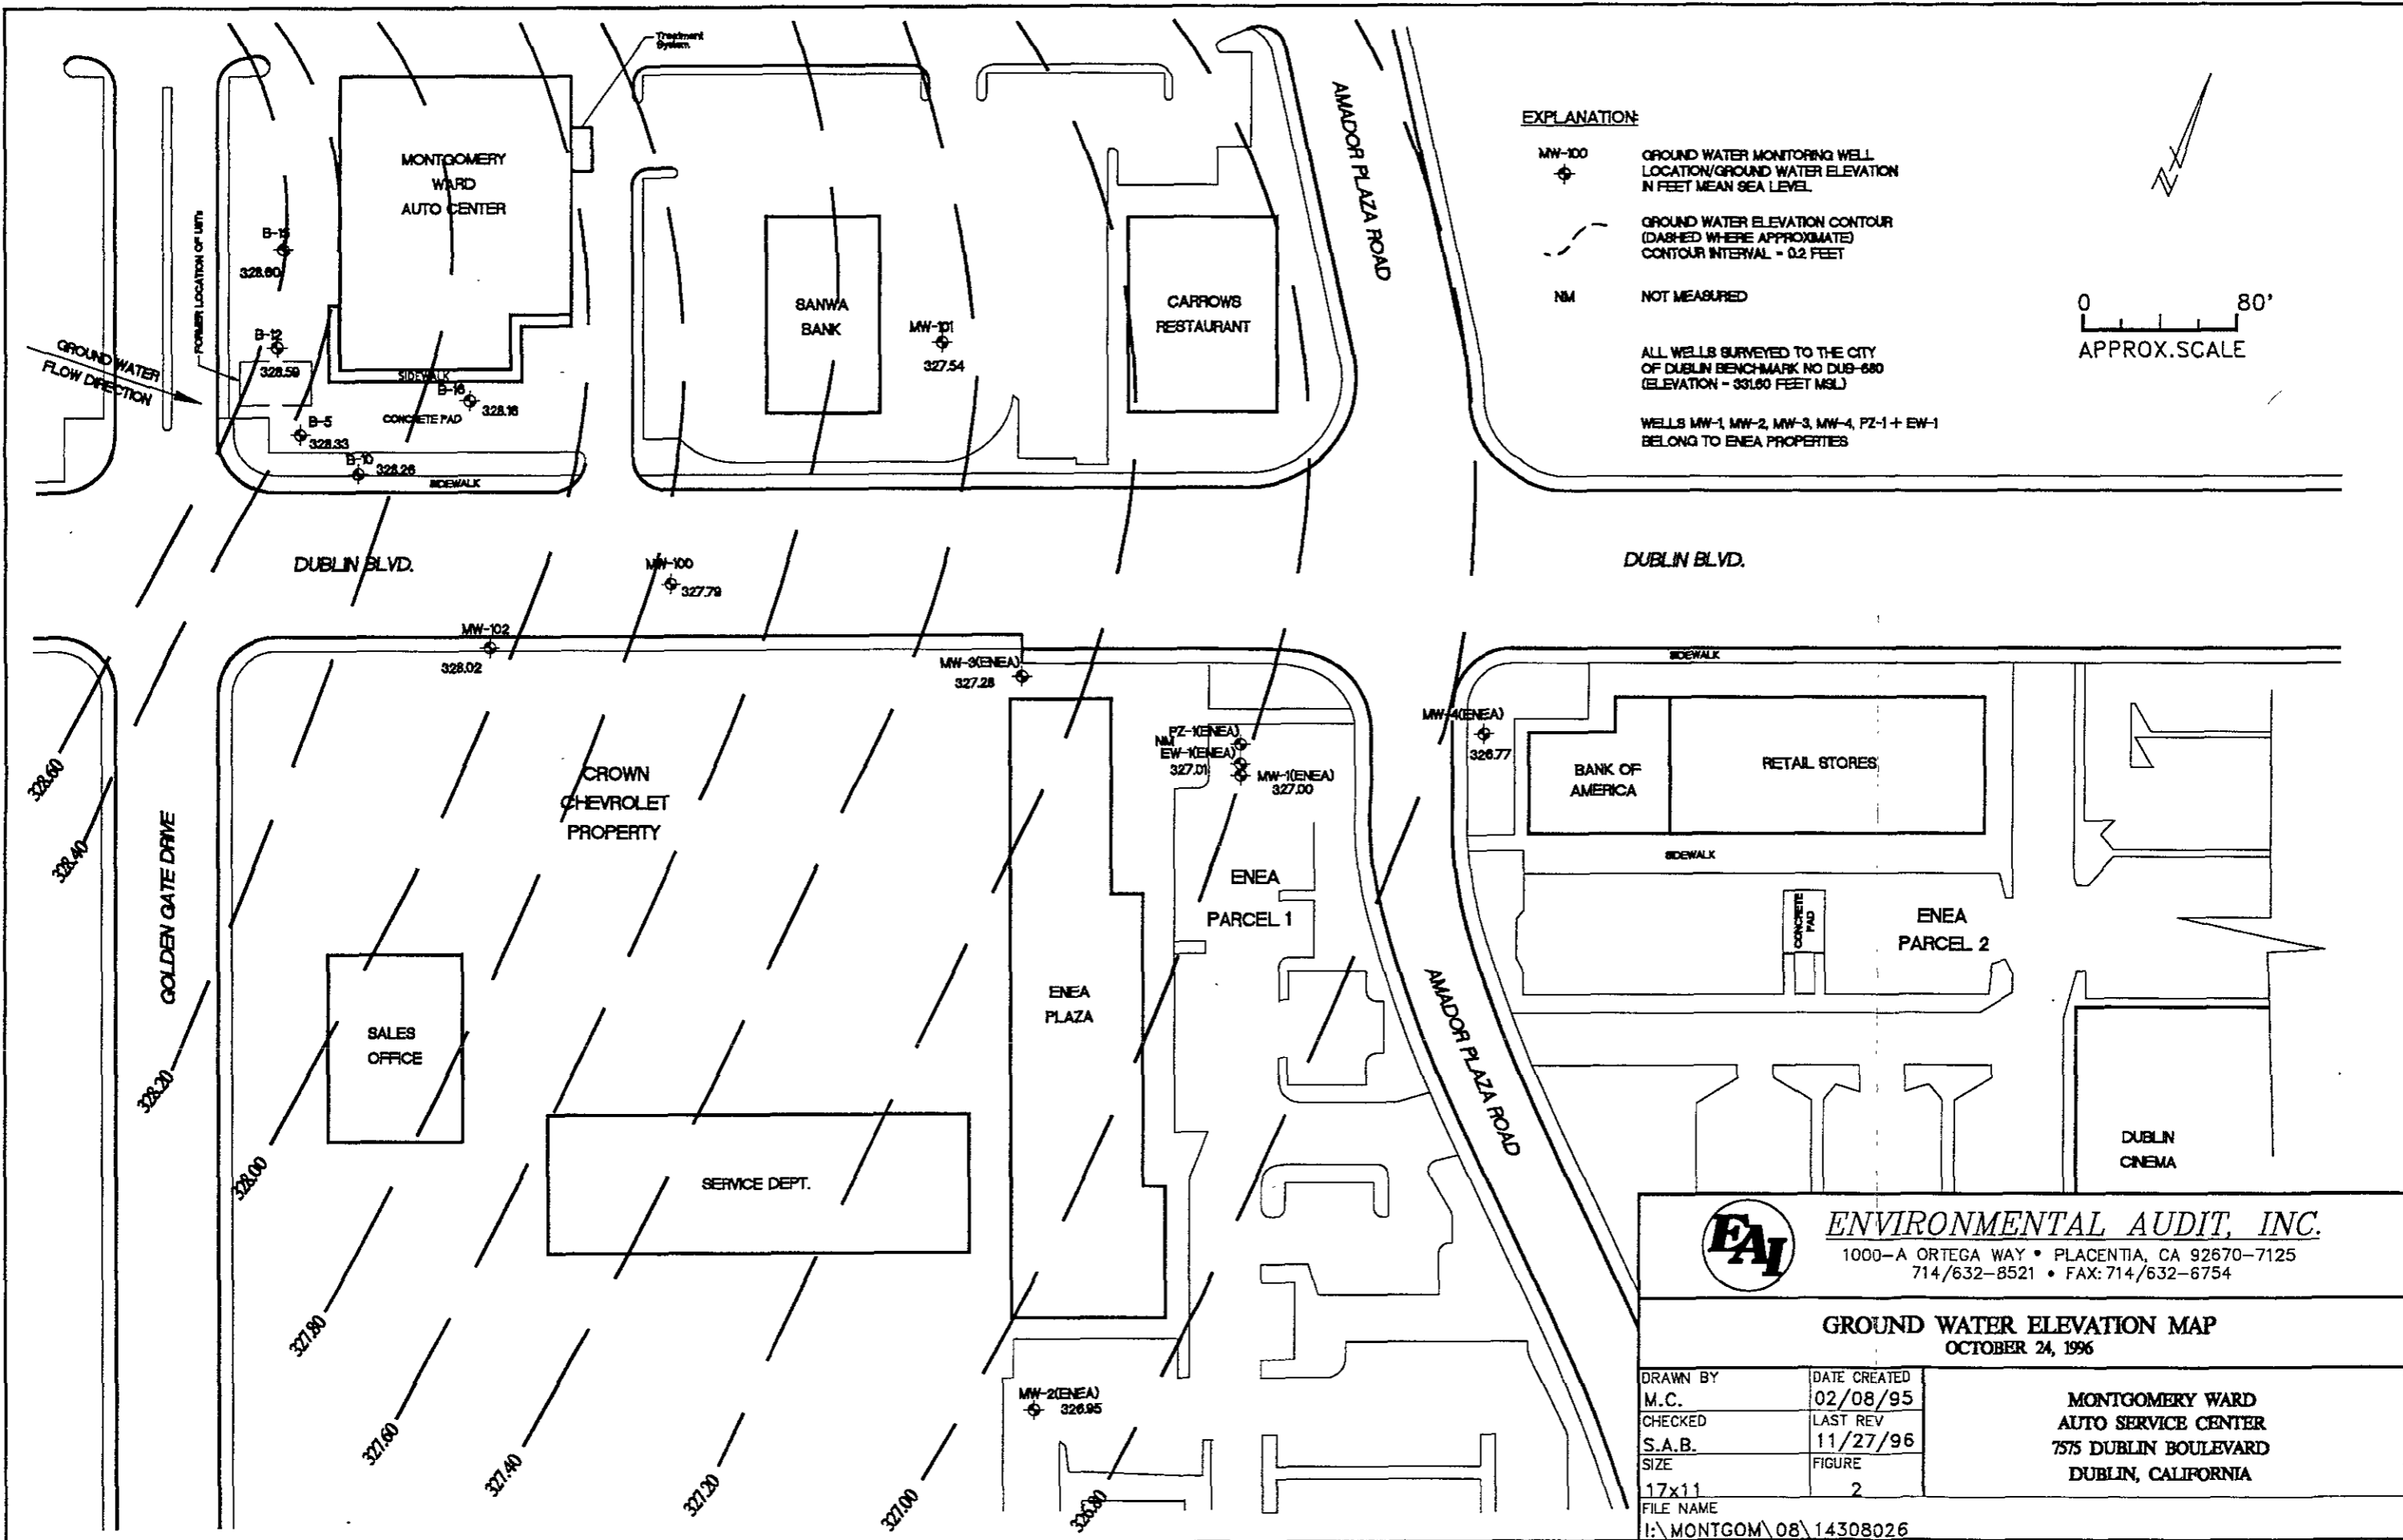 Treatment
System
MONTGOMERY
WARD
AUTO CENTER
FORMER LOCATION OF USTs
B-15
328.60
B-12
328.59
GROUND WATER
FLOW DIRECTION
B-5
328.33
B-10
328.26
SIDEWALK
B-16
328.16
CONCRETE PAD
SIDEWALK
SANWA
BANK
MW-101
327.54
CARROWS
RESTAURANT
AMADOR PLAZA ROAD
EXPLANATION:
MW-100
GROUND WATER MONITORING WELL
LOCATION/GROUND WATER ELEVATION
IN FEET MEAN SEA LEVEL
GROUND WATER ELEVATION CONTOUR
(DASHED WHERE APPROXIMATE)
CONTOUR INTERVAL = 0.2 FEET
NM
NOT MEASURED
ALL WELLS SURVEYED TO THE CITY
OF DUBLIN BENCHMARK NO DUB-680
(ELEVATION = 331.60 FEET MSL)
WELLS MW-1, MW-2, MW-3, MW-4, PZ-1 + EW-1
BELONG TO ENEA PROPERTIES
N
0 80'
APPROX.SCALE
DUBLIN BLVD.
MW-100
327.79
DUBLIN BLVD.
MW-102
328.02
MW-3(ENEA)
327.28
PZ-1(ENEA)
NM
EW-1(ENEA)
327.01
MW-1(ENEA)
327.00
MW-4(ENEA)
326.77
SIDEWALK
BANK OF
AMERICA
RETAIL STORES
SIDEWALK
CROWN
CHEVROLET
PROPERTY
GOLDEN GATE DRIVE
SALES
OFFICE
SERVICE DEPT.
ENEA
PLAZA
ENEA
PARCEL 1
AMADOR PLAZA ROAD
CONCRETE
PAD
ENEA
PARCEL 2
DUBLIN
CINEMA
MW-2(ENEA)
326.95
328.60
328.40
328.20
328.00
327.80
327.60
327.40
327.20
327.00
326.80
EAI
ENVIRONMENTAL AUDIT, INC.
1000-A ORTEGA WAY • PLACENTIA, CA 92670-7125
714/632-8521 • FAX: 714/632-6754
GROUND WATER ELEVATION MAP
OCTOBER 24, 1996
DRAWN BY
M.C.
DATE CREATED
02/08/95
CHECKED
S.A.B.
LAST REV
11/27/96
SIZE
17x11
FIGURE
2
FILE NAME
I:\MONTGOM\08\14308026
MONTGOMERY WARD
AUTO SERVICE CENTER
7575 DUBLIN BOULEVARD
DUBLIN, CALIFORNIA